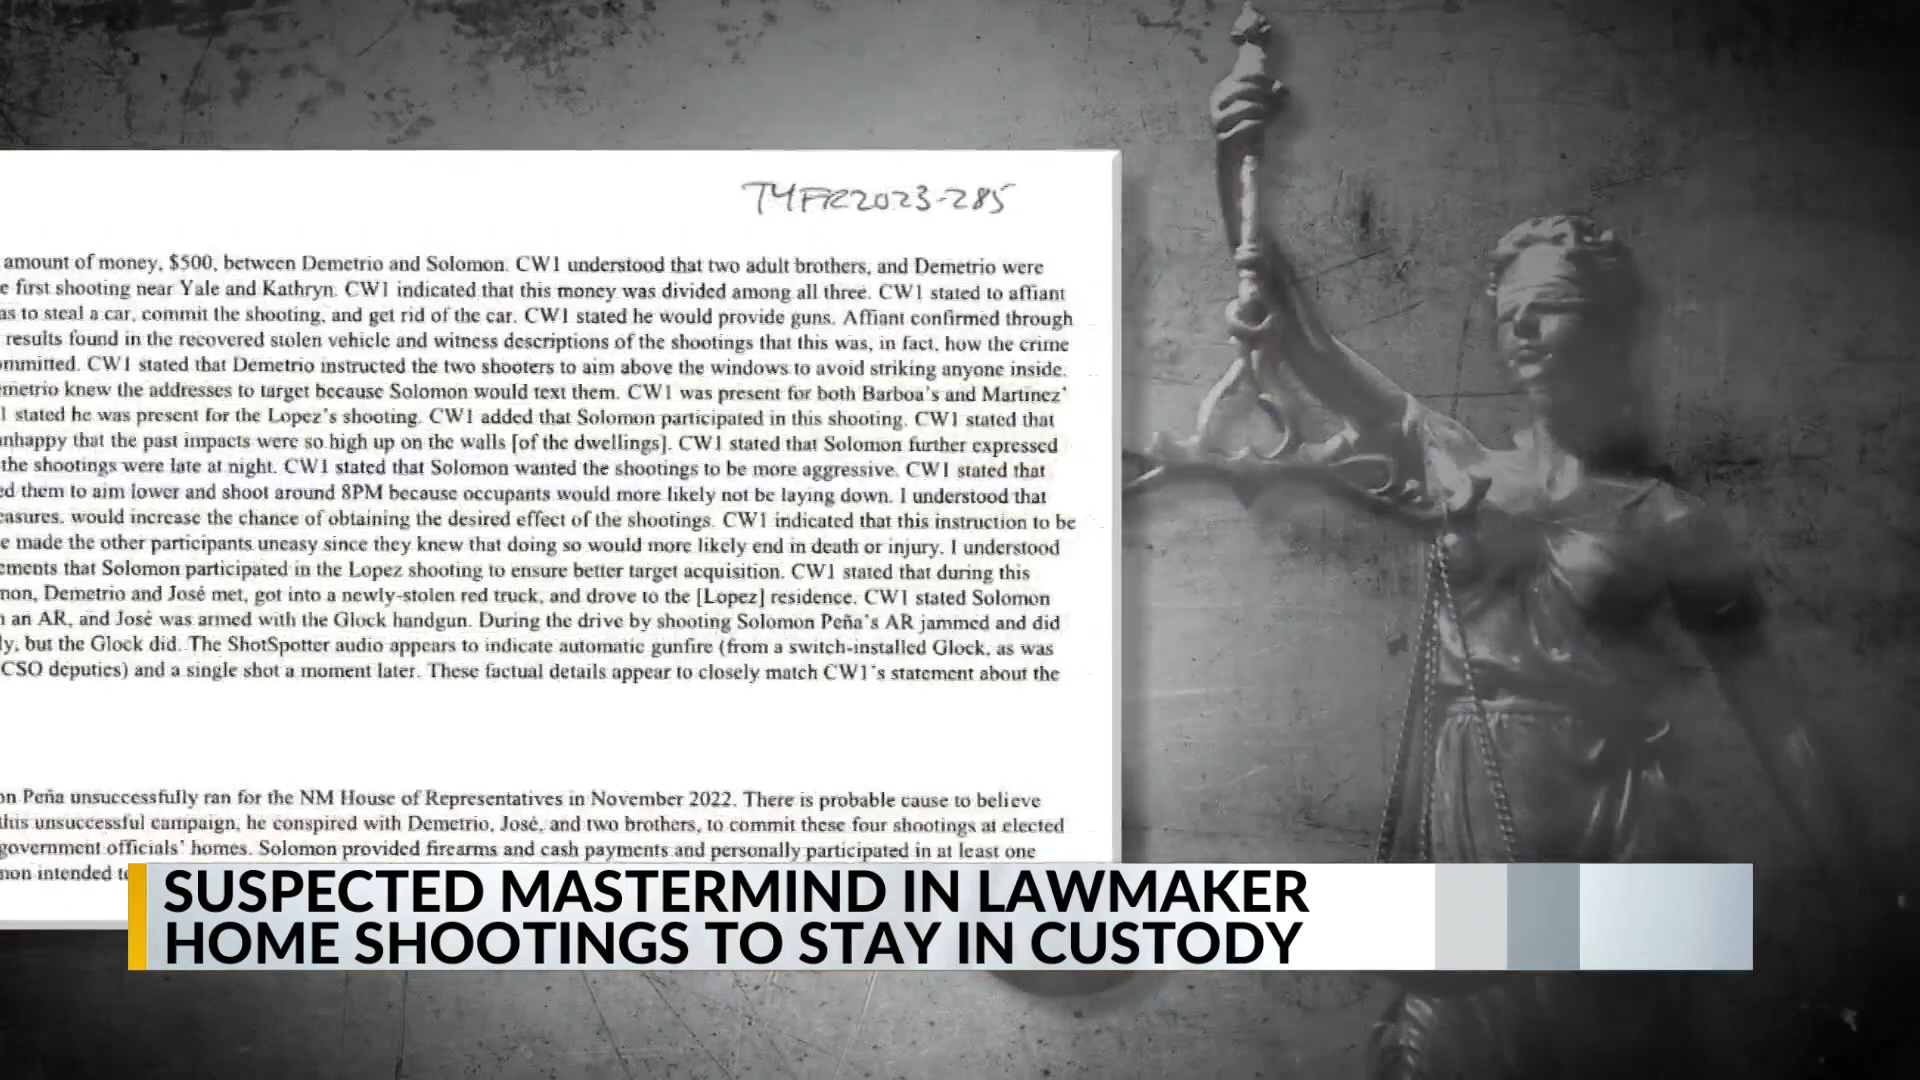 T4FR2023-285
amount of money, $500, between Demetrio and Solomon. CW1 understood that two adult brothers, and Demetrio were
e first shooting near Yale and Kathryn. CW1 indicated that this money was divided among all three. CW1 stated to affiant
as to steal a car, commit the shooting, and get rid of the car. CW1 stated he would provide guns. Affiant confirmed through
results found in the recovered stolen vehicle and witness descriptions of the shootings that this was, in fact, how the crime
ommitted. CW1 stated that Demetrio instructed the two shooters to aim above the windows to avoid striking anyone inside.
metrio knew the addresses to target because Solomon would text them. CW1 was present for both Barboa's and Martinez'
1 stated he was present for the Lopez's shooting. CW1 added that Solomon participated in this shooting. CW1 stated that
nhappy that the past impacts were so high up on the walls [of the dwellings]. CW1 stated that Solomon further expressed
the shootings were late at night. CW1 stated that Solomon wanted the shootings to be more aggressive. CW1 stated that
ed them to aim lower and shoot around 8PM because occupants would more likely not be laying down. I understood that
easures, would increase the chance of obtaining the desired effect of the shootings. CW1 indicated that this instruction to be
e made the other participants uneasy since they knew that doing so would more likely end in death or injury. I understood
ements that Solomon participated in the Lopez shooting to ensure better target acquisition. CW1 stated that during this
mon, Demetrio and José met, got into a newly-stolen red truck, and drove to the [Lopez] residence. CW1 stated Solomon
n an AR, and José was armed with the Glock handgun. During the drive by shooting Solomon Peña's AR jammed and did
ly, but the Glock did. The ShotSpotter audio appears to indicate automatic gunfire (from a switch-installed Glock, as was
CSO deputies) and a single shot a moment later. These factual details appear to closely match CW1's statement about the
on Peña unsuccessfully ran for the NM House of Representatives in November 2022. There is probable cause to believe
this unsuccessful campaign, he conspired with Demetrio, José, and two brothers, to commit these four shootings at elected
government officials' homes. Solomon provided firearms and cash payments and personally participated in at least one
mon intended to
SUSPECTED MASTERMIND IN LAWMAKER
HOME SHOOTINGS TO STAY IN CUSTODY